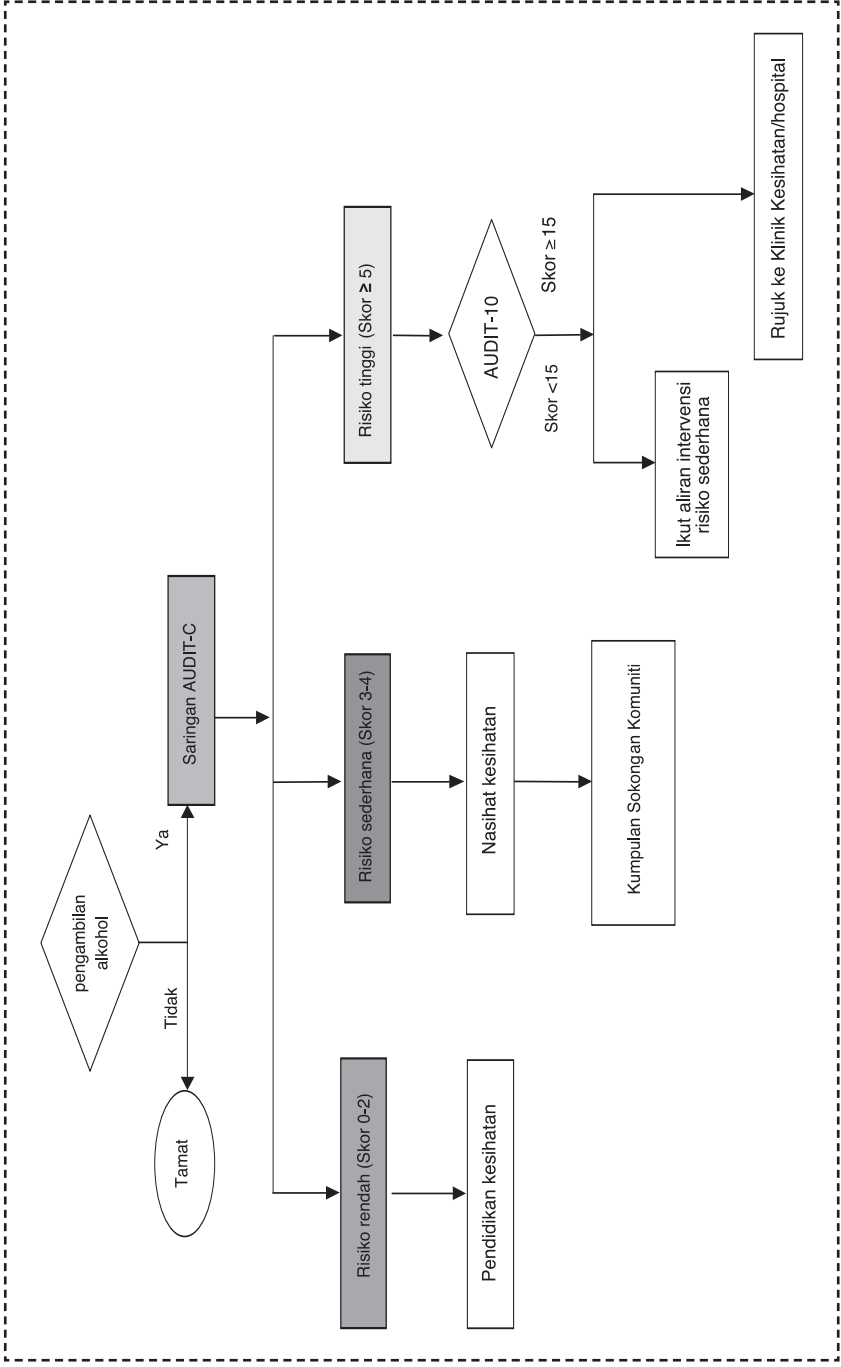 pengambilan
alkohol
Tidak
Ya
Tamat
Saringan AUDIT-C
Risiko rendah (Skor 0-2)
Risiko sederhana (Skor 3-4)
Risiko tinggi (Skor ≥ 5)
Pendidikan kesihatan
Nasihat kesihatan
AUDIT-10
Skor <15
Skor ≥ 15
Kumpulan Sokongan Komuniti
Ikut aliran intervensi
risiko sederhana
Rujuk ke Klinik Kesihatan/hospital